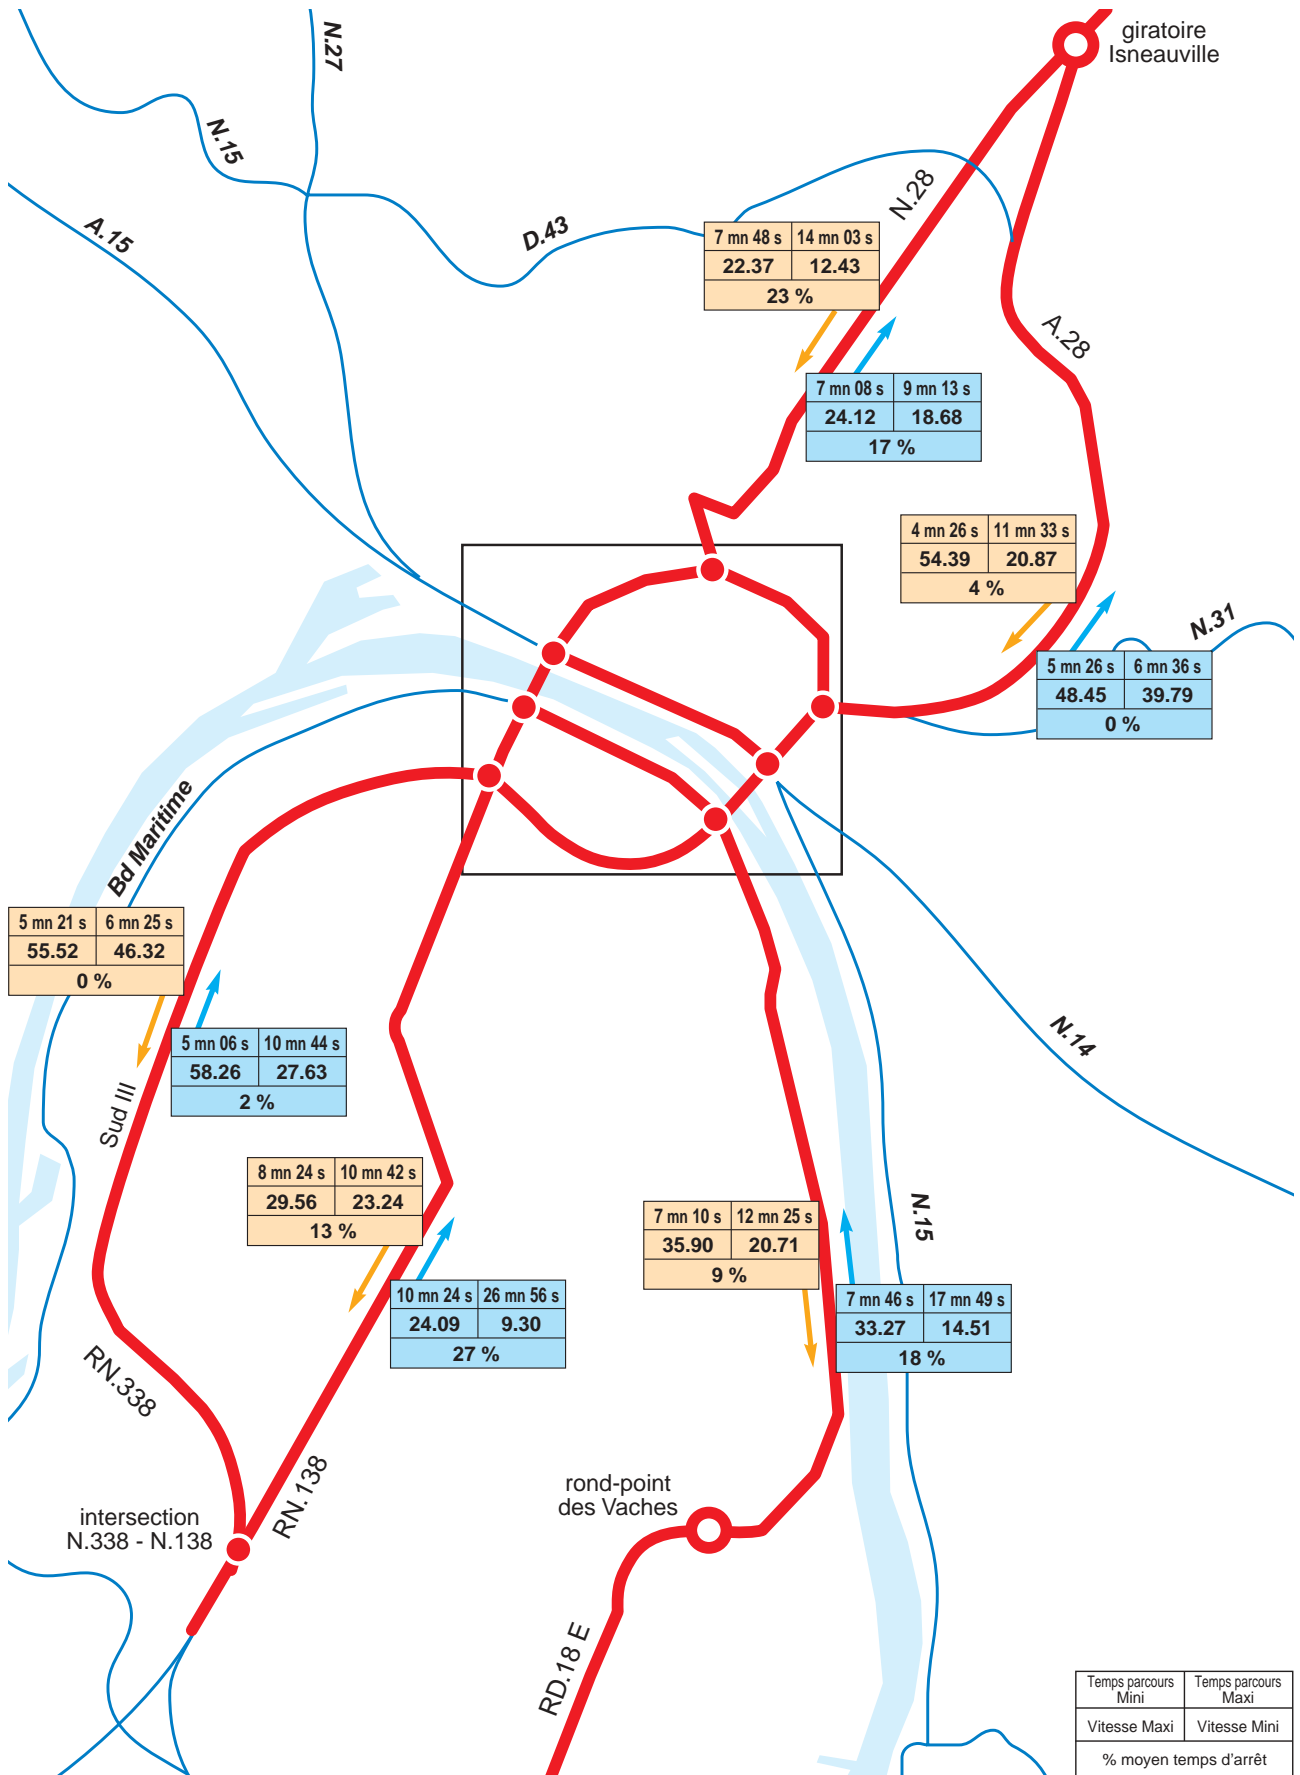 giratoire
Isneauville
N.27
N.15
A.15
D.43
N.28
7 mn 48 s 14 mn 03 s
22.37 12.43
23 %
A.28
7 mn 08 s 9 mn 13 s
24.12 18.68
17 %
4 mn 26 s 11 mn 33 s
54.39 20.87
4 %
N.31
5 mn 26 s 6 mn 36 s
48.45 39.79
0 %
Bd Maritime
5 mn 21 s 6 mn 25 s
55.52 46.32
0 %
5 mn 06 s 10 mn 44 s
58.26 27.63
2 %
Sud III
N.14
8 mn 24 s 10 mn 42 s
29.56 23.24
13 %
7 mn 10 s 12 mn 25 s
35.90 20.71
9 %
N.15
10 mn 24 s 26 mn 56 s
24.09 9.30
27 %
7 mn 46 s 17 mn 49 s
33.27 14.51
18 %
RN.338
RN.138
rond-point
des Vaches
intersection
N.338 - N.138
RD.18 E
Temps parcours Temps parcours
Mini Maxi
Vitesse Maxi Vitesse Mini
% moyen temps d'arrêt